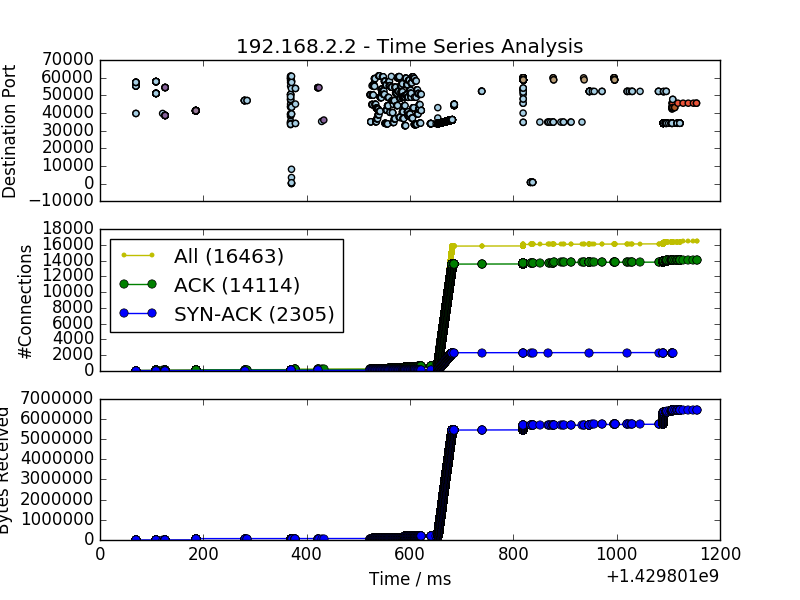 192.168.2.2 - Time Series Analysis
70000
60000
50000
40000
30000
20000
10000
0
−10000
Destination Port
18000
16000
14000
12000
10000
8000
6000
4000
2000
0
#Connections
All (16463)
ACK (14114)
SYN-ACK (2305)
7000000
6000000
5000000
4000000
3000000
2000000
1000000
0
Bytes Received
0 200 400 600 800 1000 1200
Time / ms
+1.429801e9